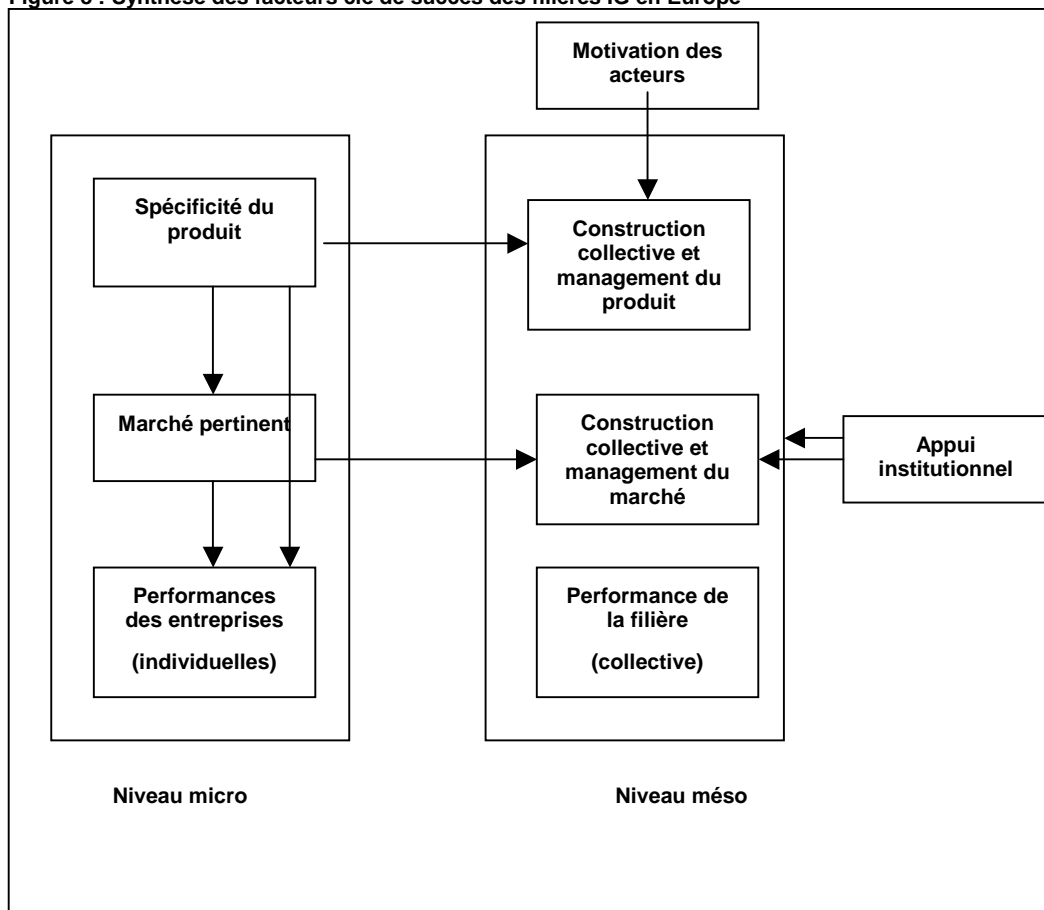 Figure 8 : Synthèse des facteurs clé de succès des filières IG en Europe
Motivation des
acteurs
Spécificité du
produit
Construction
collective et
management du
produit
Marché pertinent
Construction
collective et
management du
marché
Appui
institutionnel
Performances
des entreprises
(individuelles)
Performance de
la filière
(collective)
Niveau micro
Niveau méso